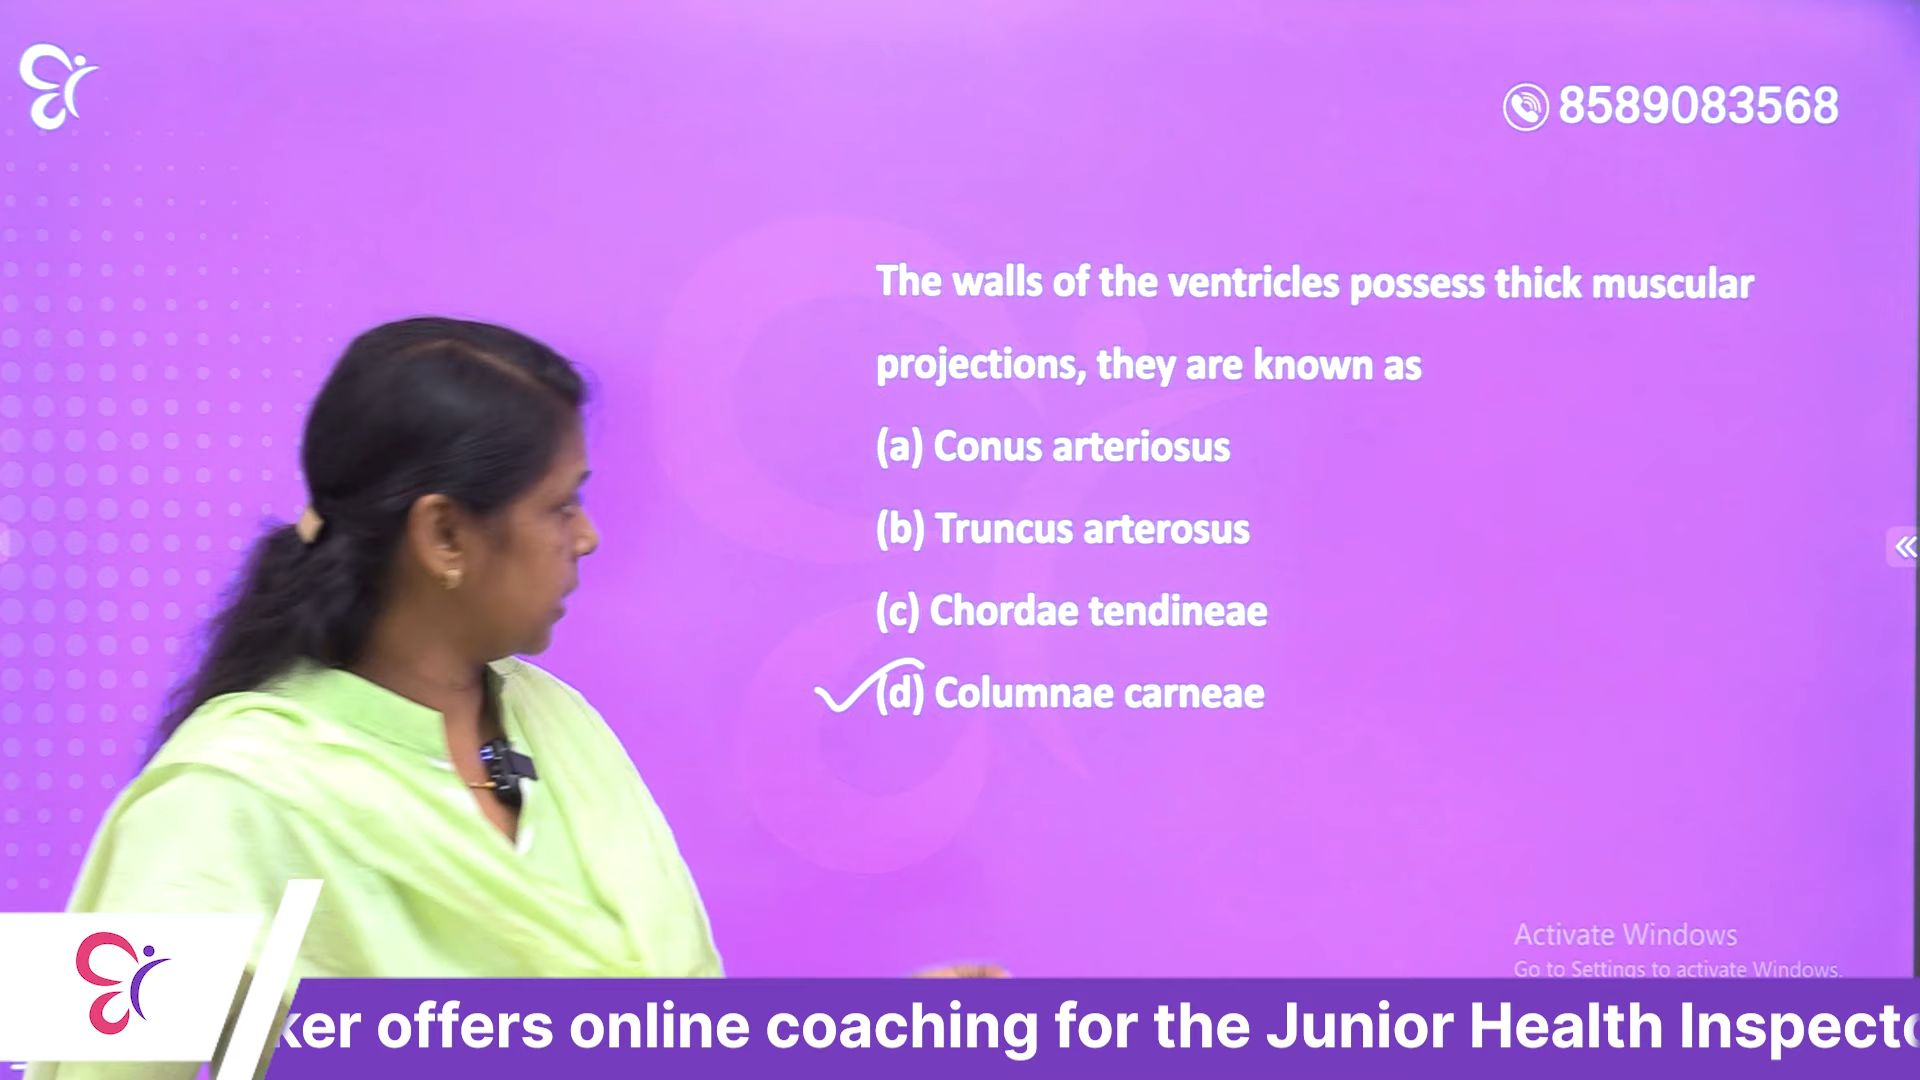 8589083568
The walls of the ventricles possess thick muscular
projections, they are known as
(a) Conus arteriosus
(b) Truncus arterosus
(c) Chordae tendineae
(d) Columnae carneae
Activate Windows
Go to Settings to activate Windows.
ker offers online coaching for the Junior Health Inspecto